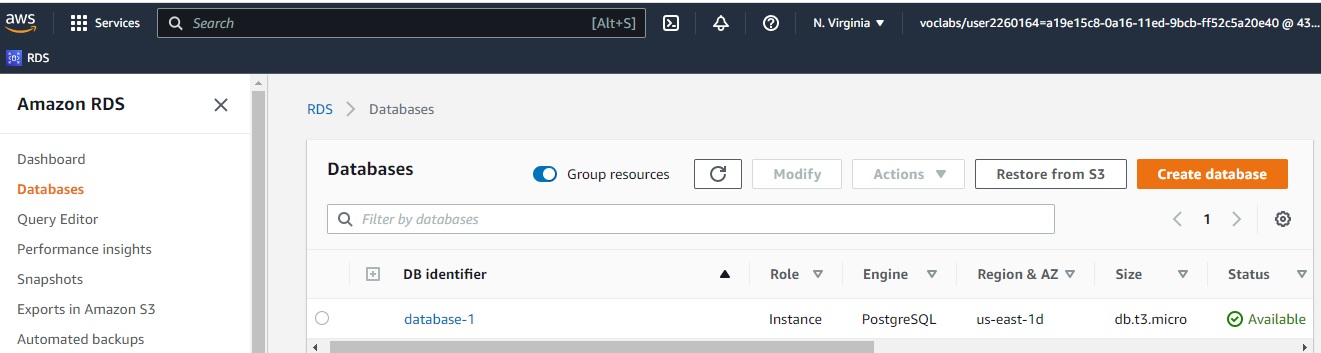 aws Services Search [Alt+S] N. Virginia voclabs/user2260164=a19e15c8-0a16-11ed-9bcb-ff52c5a20e40 @ 43...
RDS
Amazon RDS
Dashboard
Databases
Query Editor
Performance insights
Snapshots
Exports in Amazon S3
Automated backups
RDS > Databases
Databases Group resources Modify Actions Restore from S3 Create database
Filter by databases 1
DB identifier Role Engine Region & AZ Size Status
database-1 Instance PostgreSQL us-east-1d db.t3.micro Available